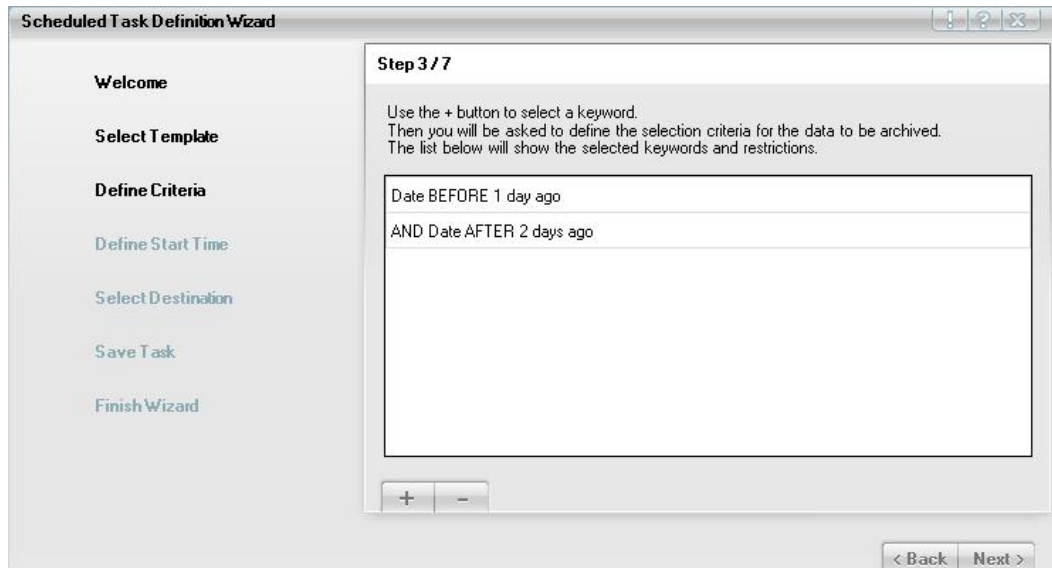 Scheduled Task Definition Wizard
! ?
Welcome
Select Template
Define Criteria
Define Start Time
Select Destination
Save Task
Finish Wizard
Step 3 / 7
Use the + button to select a keyword.
Then you will be asked to define the selection criteria for the data to be archived.
The list below will show the selected keywords and restrictions.
Date BEFORE 1 day ago
AND Date AFTER 2 days ago
+ -
< Back Next >